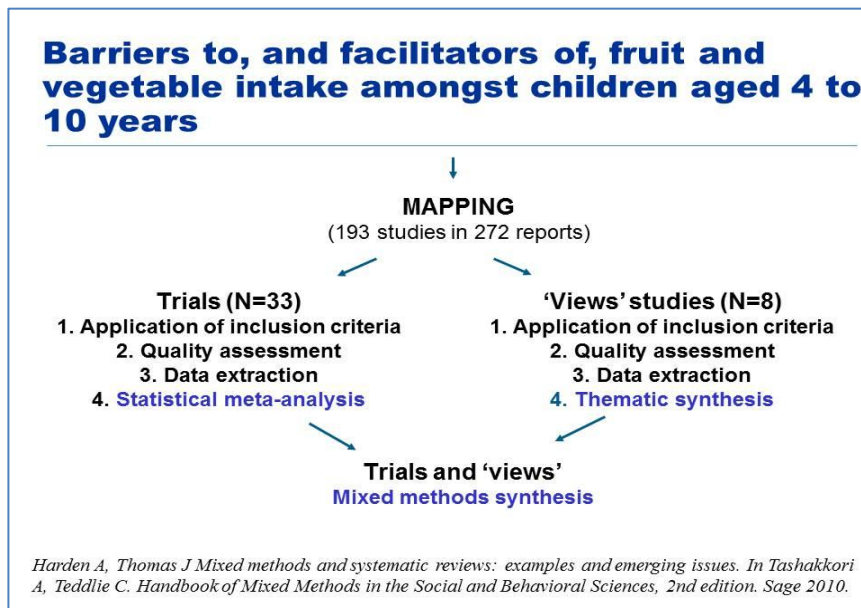 Barriers to, and facilitators of, fruit and
vegetable intake amongst children aged 4 to
10 years
MAPPING
(193 studies in 272 reports)
Trials (N=33)
1. Application of inclusion criteria
2. Quality assessment
3. Data extraction
4. Statistical meta-analysis
‘Views’ studies (N=8)
1. Application of inclusion criteria
2. Quality assessment
3. Data extraction
4. Thematic synthesis
Trials and ‘views’
Mixed methods synthesis
Harden A, Thomas J Mixed methods and systematic reviews: examples and emerging issues. In Tashakkori
A, Teddlie C. Handbook of Mixed Methods in the Social and Behavioral Sciences, 2nd edition. Sage 2010.